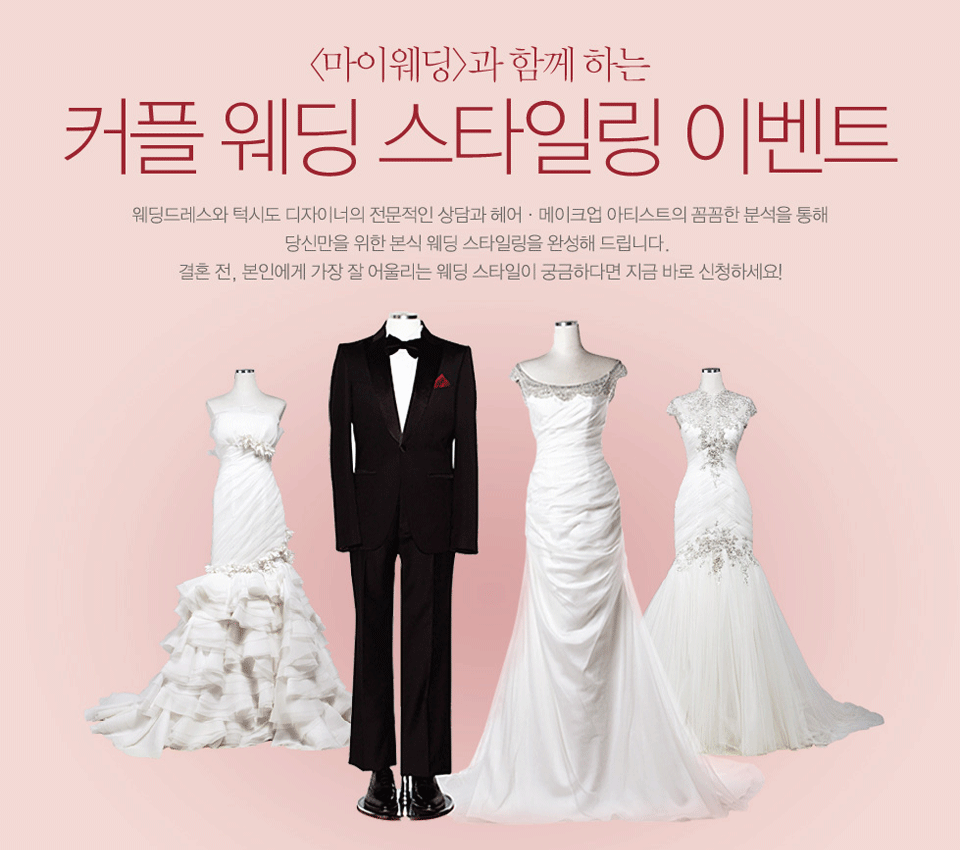 〈마이웨딩〉과 함께 하는
커플 웨딩 스타일링 이벤트
웨딩드레스와 턱시도 디자이너의 전문적인 상담과 헤어 · 메이크업 아티스트의 꼼꼼한 분석을 통해
당신만을 위한 본식 웨딩 스타일링을 완성해 드립니다.
결혼 전, 본인에게 가장 잘 어울리는 웨딩 스타일이 궁금하다면 지금 바로 신청하세요!